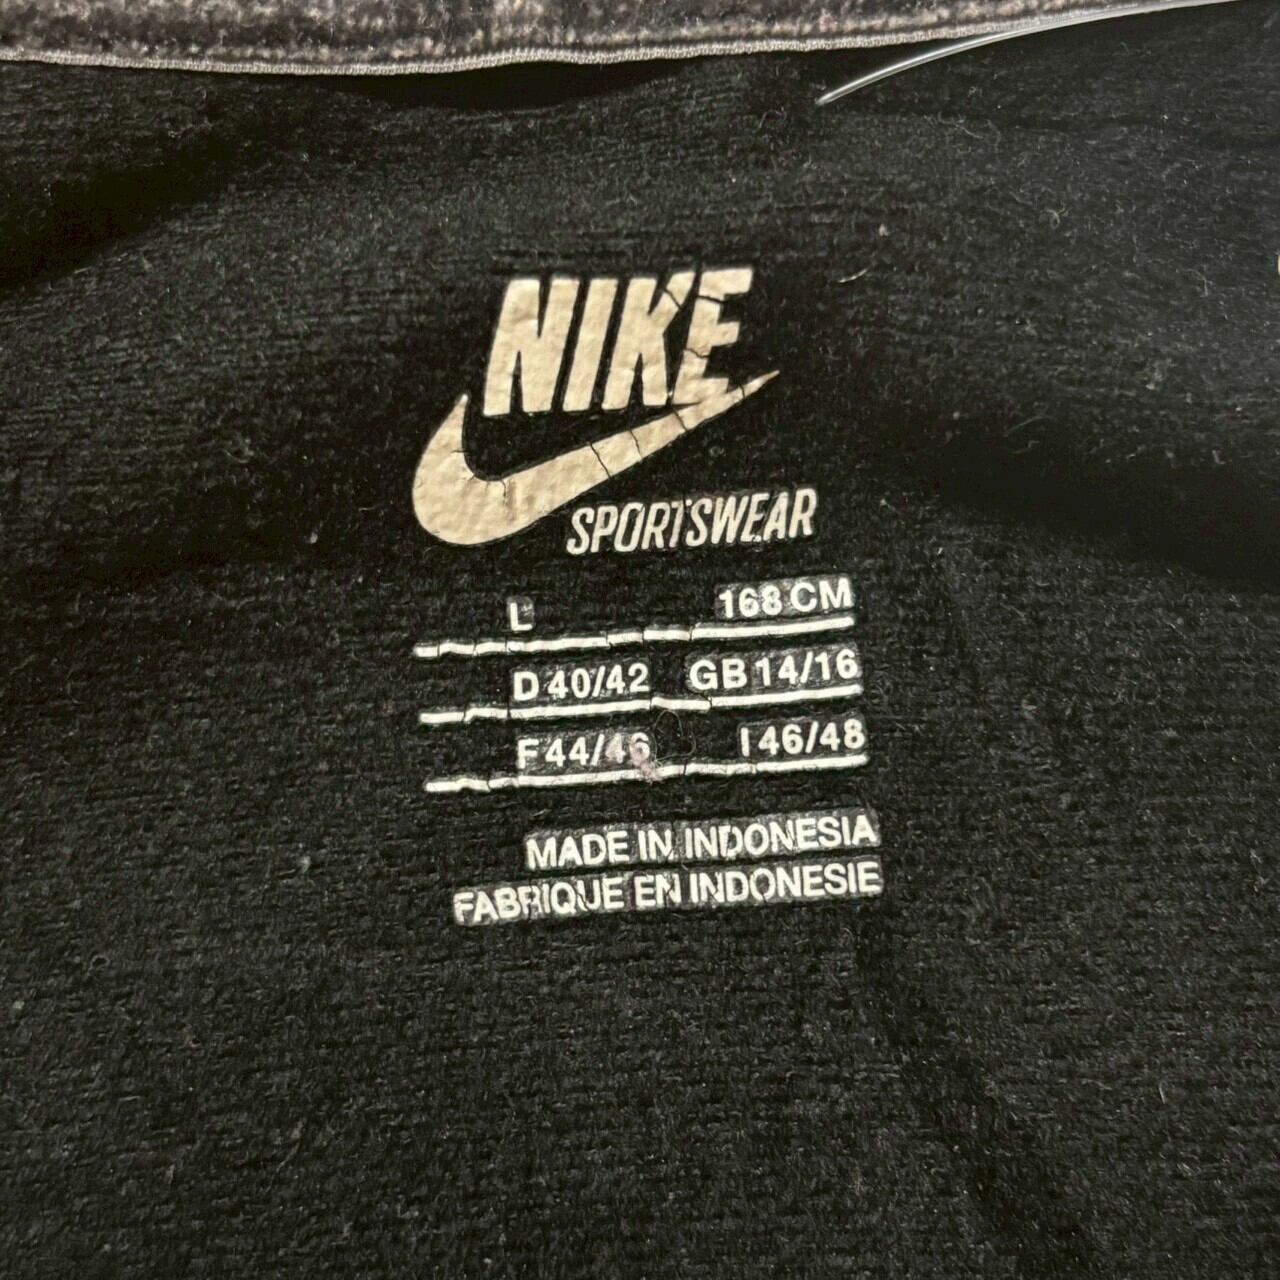 NIKE
SPORTSWEAR
L 168 CM
D 40/42 GB 14/16
F 44/46 I 46/48
MADE IN INDONESIA
FABRIQUE EN INDONESIE